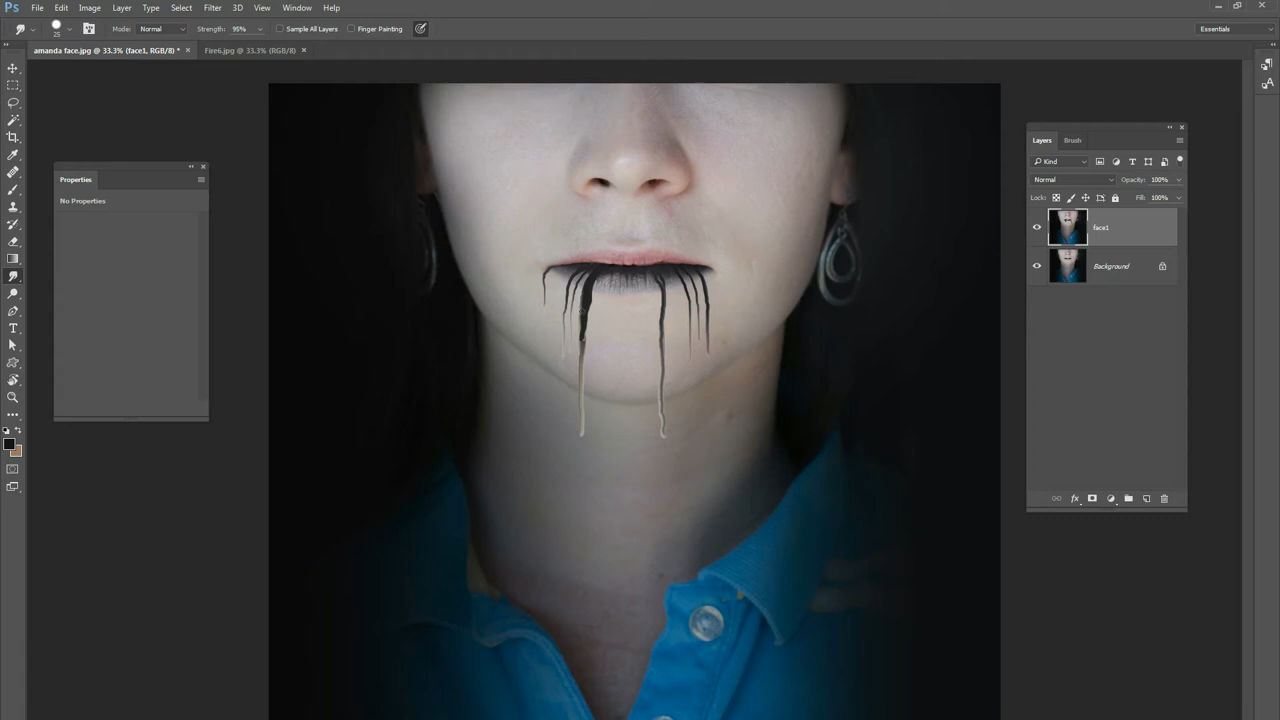 Ps File Edit Image Layer Type Select Filter 3D View Window Help
25 Mode: Normal Strength: 95% Sample All Layers Finger Painting Essentials
amanda face.jpg @ 33.3% (face1, RGB/8) * × Fire6.jpg @ 33.3% (RGB/8) ×
Layers Brush
Kind
Properties
Normal Opacity: 100%
No Properties
Lock: Fill: 100%
face1
Background
fx